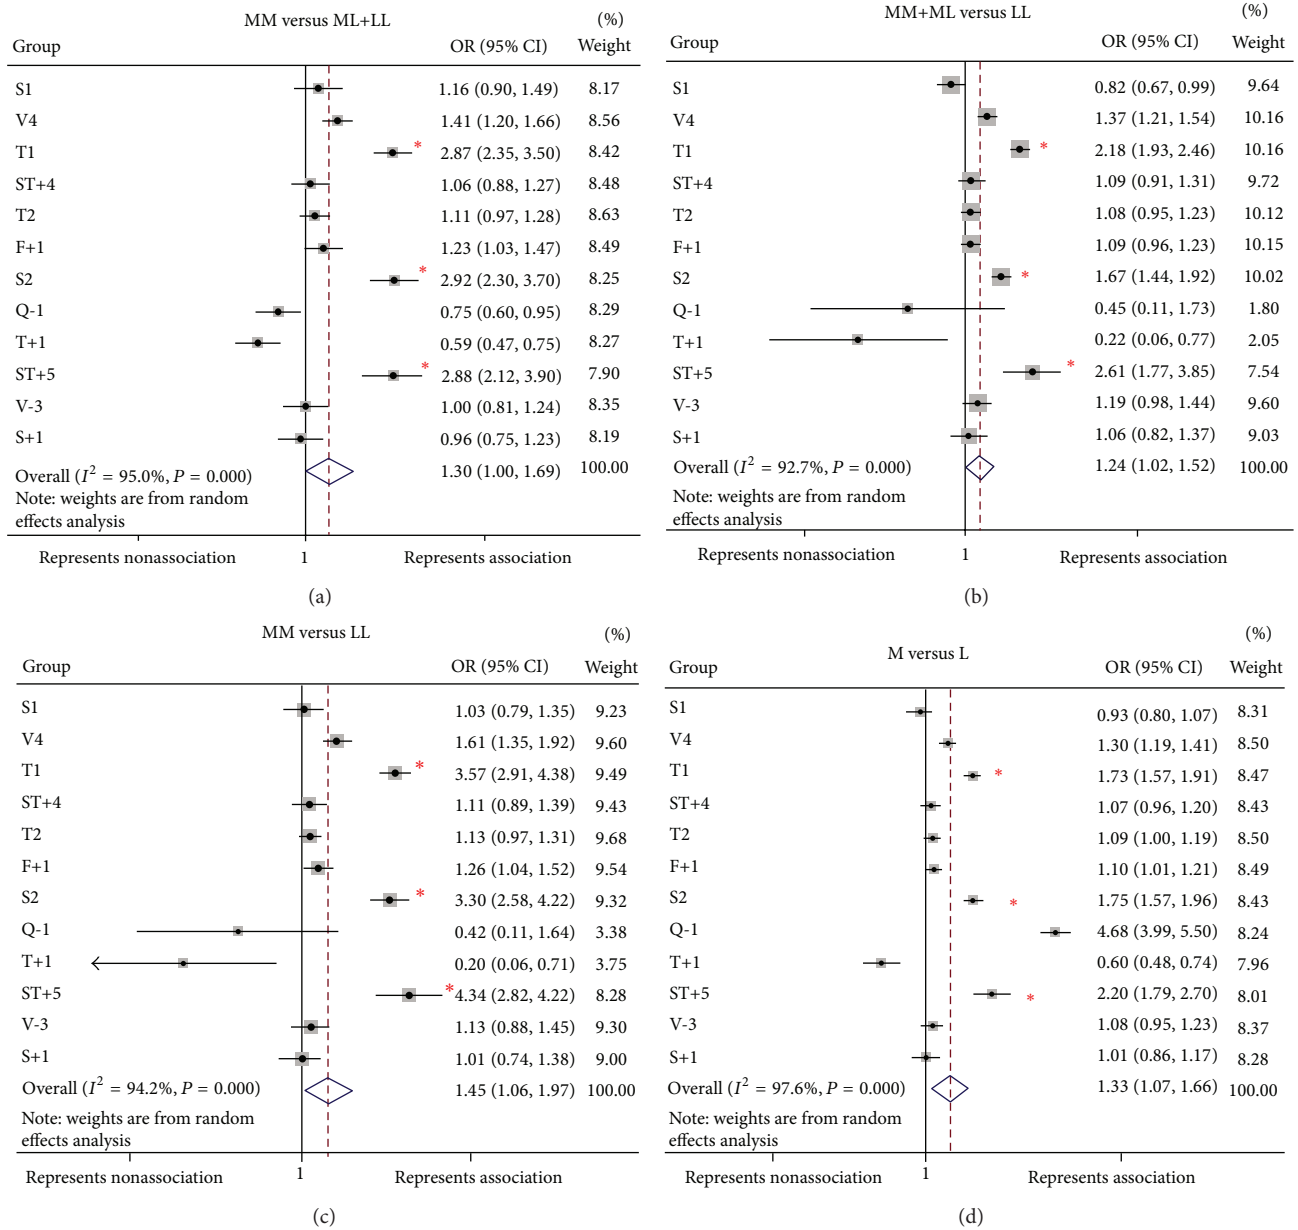 MM versus ML+LL
(%)
Group OR (95% CI) Weight
S1 1.16 (0.90, 1.49) 8.17
V4 1.41 (1.20, 1.66) 8.56
T1 * 2.87 (2.35, 3.50) 8.42
ST+4 1.06 (0.88, 1.27) 8.48
T2 1.11 (0.97, 1.28) 8.63
F+1 1.23 (1.03, 1.47) 8.49
S2 * 2.92 (2.30, 3.70) 8.25
Q-1 0.75 (0.60, 0.95) 8.29
T+1 0.59 (0.47, 0.75) 8.27
ST+5 * 2.88 (2.12, 3.90) 7.90
V-3 1.00 (0.81, 1.24) 8.35
S+1 0.96 (0.75, 1.23) 8.19
Overall (I² = 95.0%, P = 0.000) 1.30 (1.00, 1.69) 100.00
Note: weights are from random
effects analysis
Represents nonassociation 1 Represents association
(a)
MM+ML versus LL
(%)
Group OR (95% CI) Weight
S1 0.82 (0.67, 0.99) 9.64
V4 1.37 (1.21, 1.54) 10.16
T1 * 2.18 (1.93, 2.46) 10.16
ST+4 1.09 (0.91, 1.31) 9.72
T2 1.08 (0.95, 1.23) 10.12
F+1 1.09 (0.96, 1.23) 10.15
S2 * 1.67 (1.44, 1.92) 10.02
Q-1 0.45 (0.11, 1.73) 1.80
T+1 0.22 (0.06, 0.77) 2.05
ST+5 * 2.61 (1.77, 3.85) 7.54
V-3 1.19 (0.98, 1.44) 9.60
S+1 1.06 (0.82, 1.37) 9.03
Overall (I² = 92.7%, P = 0.000) 1.24 (1.02, 1.52) 100.00
Note: weights are from random
effects analysis
Represents nonassociation 1 Represents association
(b)
MM versus LL
(%)
Group OR (95% CI) Weight
S1 1.03 (0.79, 1.35) 9.23
V4 1.61 (1.35, 1.92) 9.60
T1 * 3.57 (2.91, 4.38) 9.49
ST+4 1.11 (0.89, 1.39) 9.43
T2 1.13 (0.97, 1.31) 9.68
F+1 1.26 (1.04, 1.52) 9.54
S2 * 3.30 (2.58, 4.22) 9.32
Q-1 0.42 (0.11, 1.64) 3.38
T+1 0.20 (0.06, 0.71) 3.75
ST+5 * 4.34 (2.82, 4.22) 8.28
V-3 1.13 (0.88, 1.45) 9.30
S+1 1.01 (0.74, 1.38) 9.00
Overall (I² = 94.2%, P = 0.000) 1.45 (1.06, 1.97) 100.00
Note: weights are from random
effects analysis
Represents nonassociation 1 Represents association
(c)
(%)
M versus L
Group OR (95% CI) Weight
S1 0.93 (0.80, 1.07) 8.31
V4 1.30 (1.19, 1.41) 8.50
T1 * 1.73 (1.57, 1.91) 8.47
ST+4 1.07 (0.96, 1.20) 8.43
T2 1.09 (1.00, 1.19) 8.50
F+1 1.10 (1.01, 1.21) 8.49
S2 * 1.75 (1.57, 1.96) 8.43
Q-1 4.68 (3.99, 5.50) 8.24
T+1 0.60 (0.48, 0.74) 7.96
ST+5 * 2.20 (1.79, 2.70) 8.01
V-3 1.08 (0.95, 1.23) 8.37
S+1 1.01 (0.86, 1.17) 8.28
Overall (I² = 97.6%, P = 0.000) 1.33 (1.07, 1.66) 100.00
Note: weights are from random
effects analysis
Represents nonassociation 1 Represents association
(d)